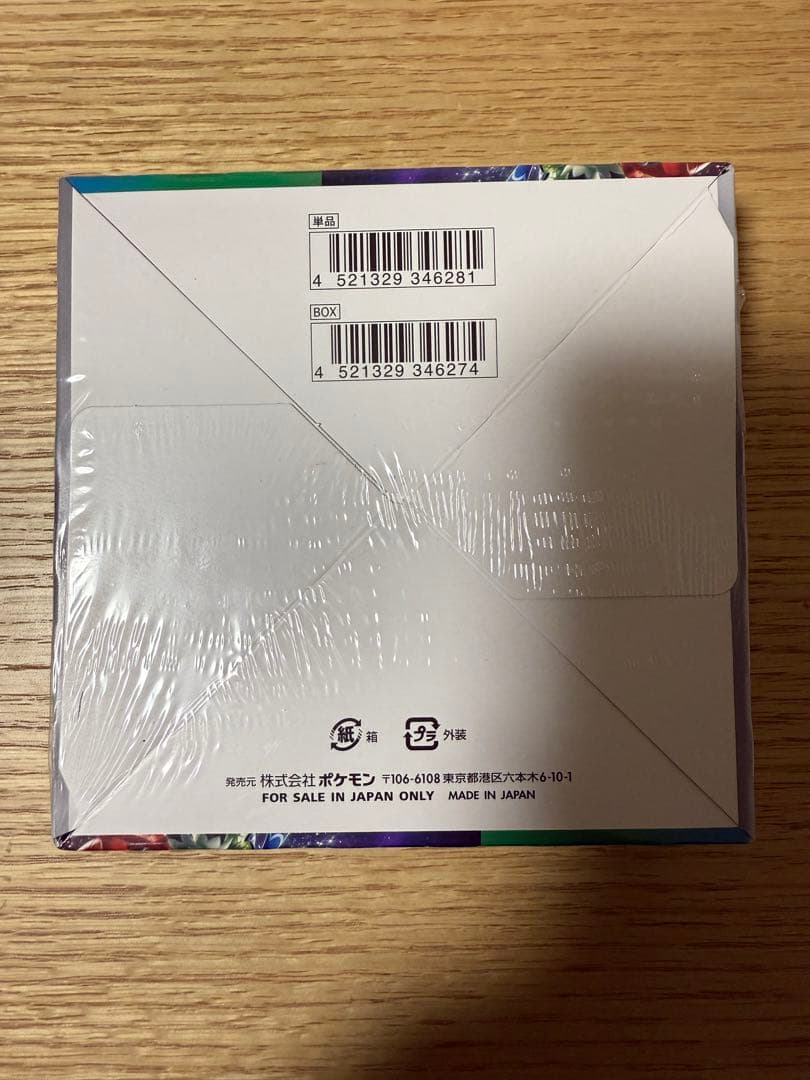 単品
4 521329 346281
BOX
4 521329 346274
紙 箱 プラ 外装
発売元 株式会社ポケモン 〒106-6108 東京都港区六本木6-10-1
FOR SALE IN JAPAN ONLY MADE IN JAPAN